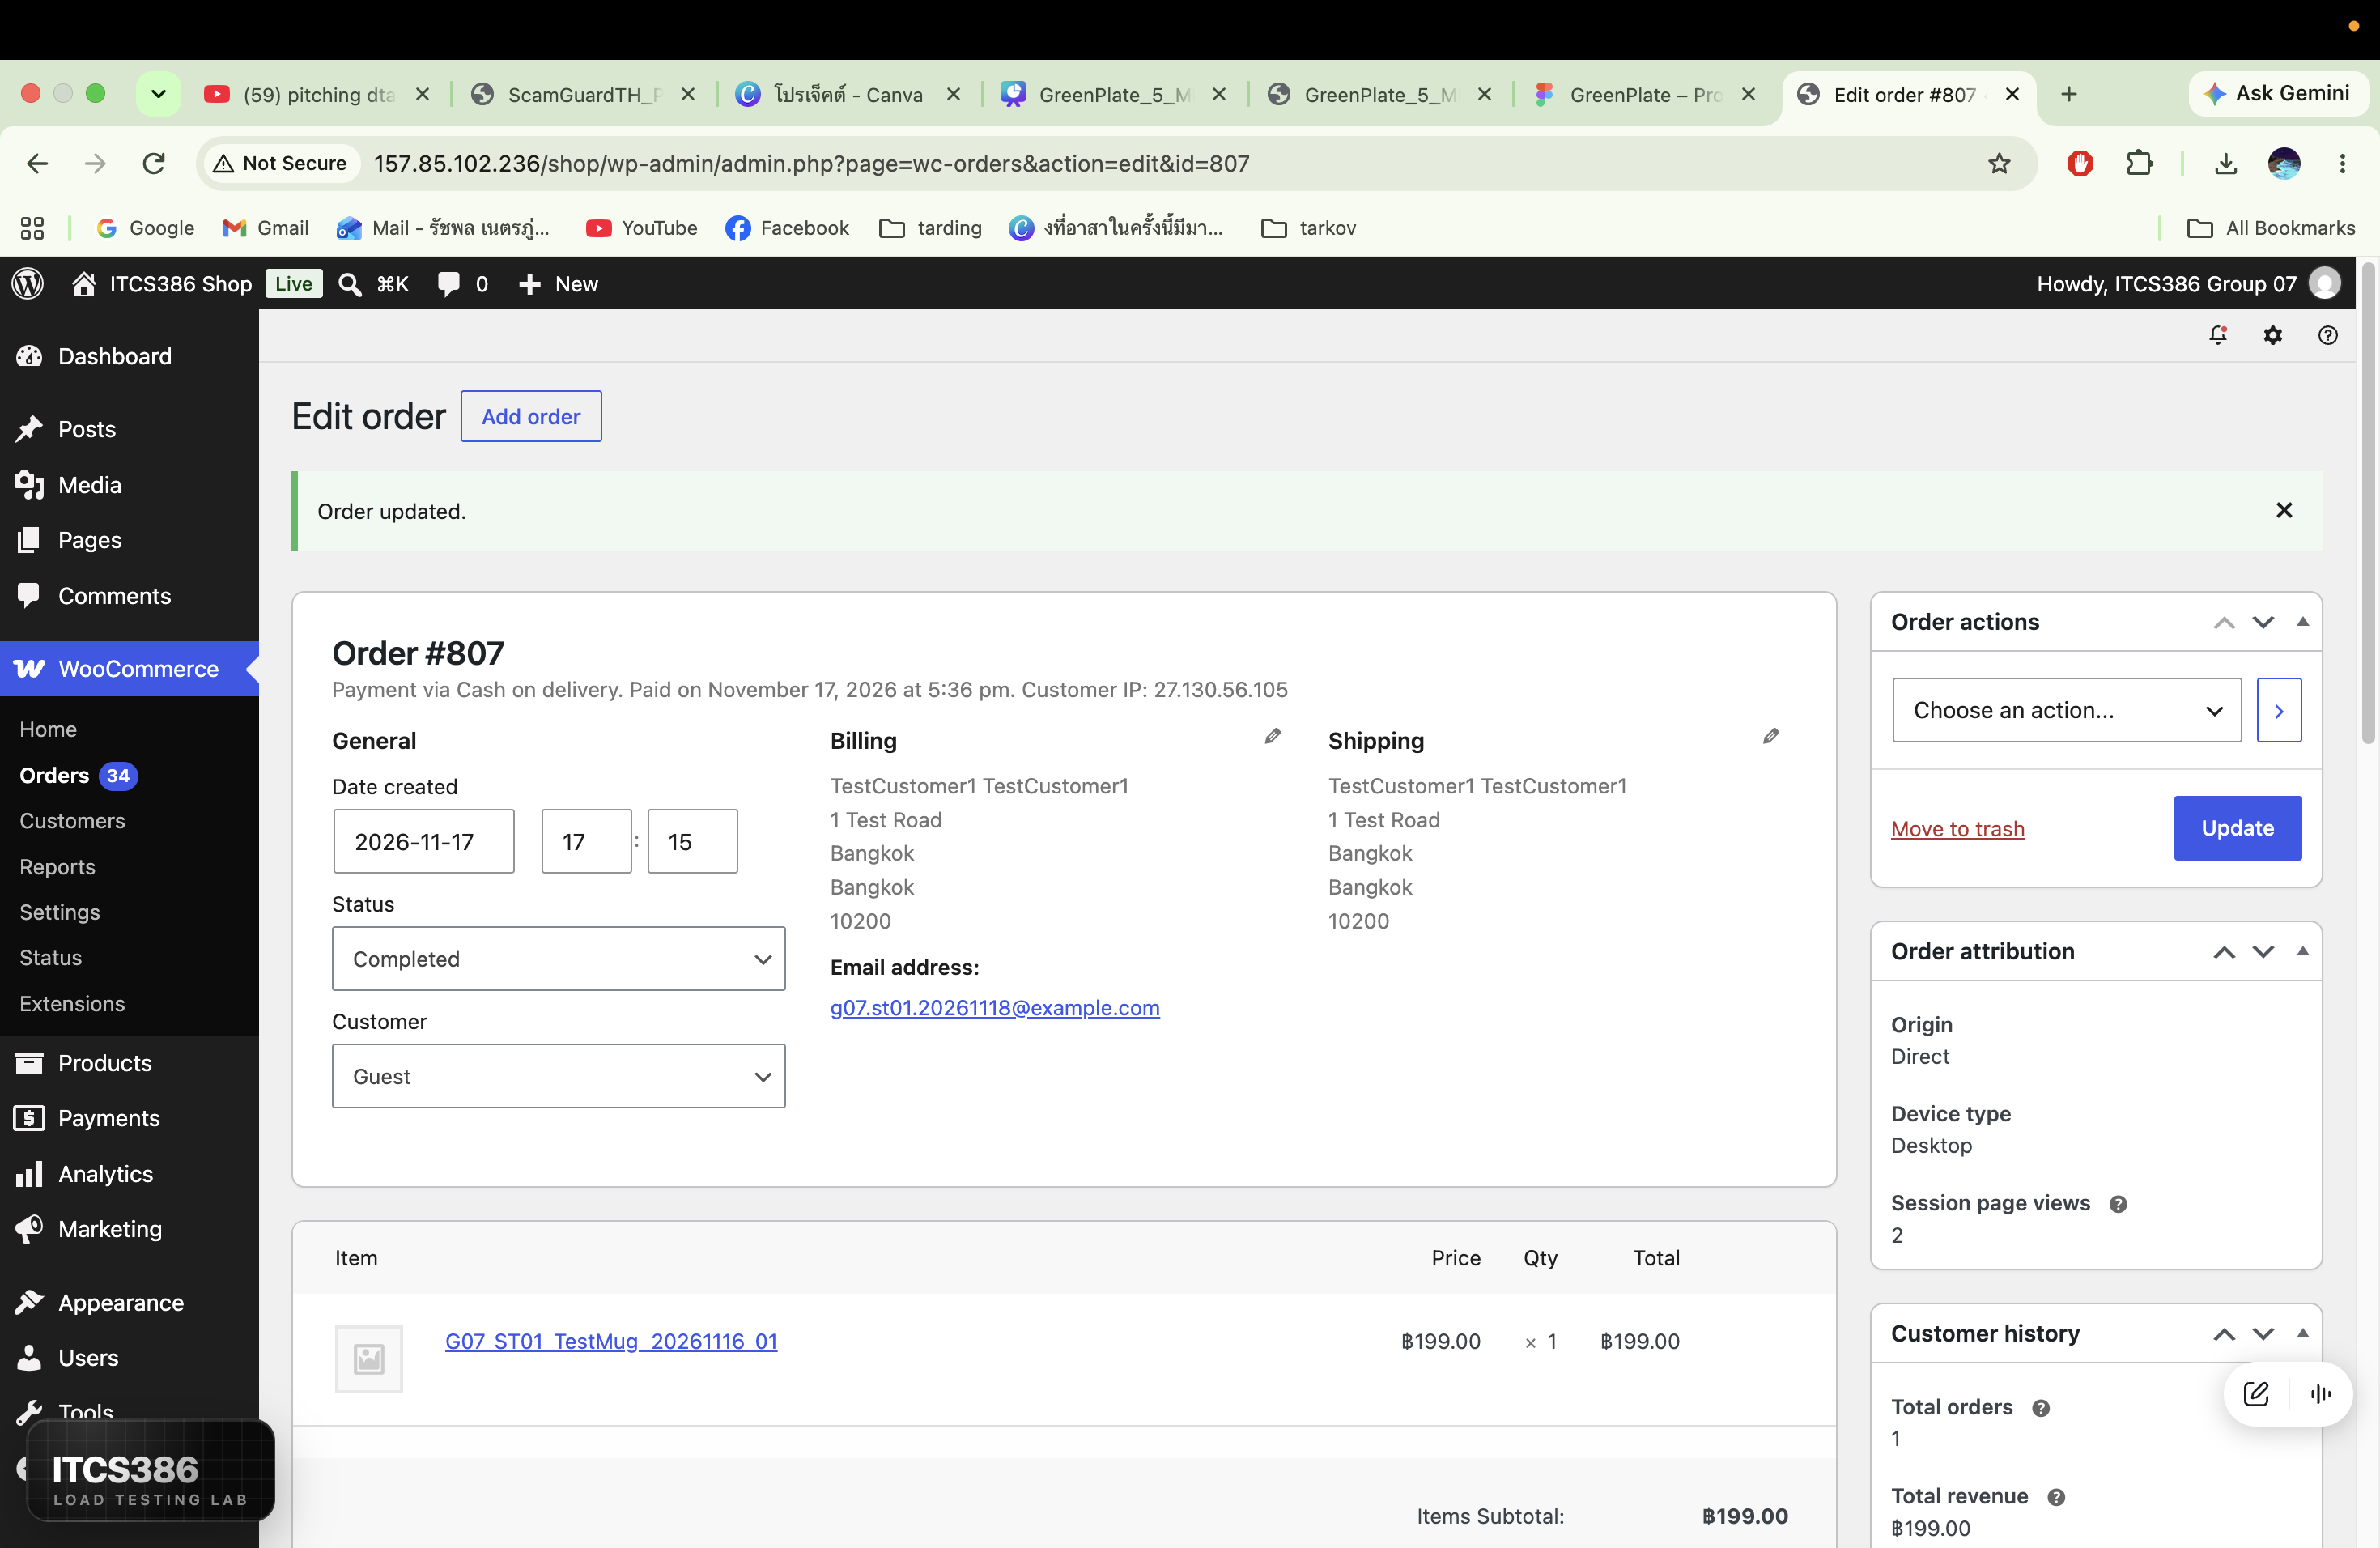 (59) pitching dta
ScamGuardTH_P
โปรเจ็คต์ - Canva
GreenPlate_5_M
GreenPlate_5_M
GreenPlate – Pro
Edit order #807
Ask Gemini
Not Secure
157.85.102.236/shop/wp-admin/admin.php?page=wc-orders&action=edit&id=807
Google
Gmail
Mail - รัชพล เนตรภู่...
YouTube
Facebook
tarding
งที่อาสาในครั้งนี้มีมา...
tarkov
All Bookmarks
ITCS386 Shop
Live
⌘K
0
New
Howdy, ITCS386 Group 07
Dashboard
Posts
Media
Pages
Comments
WooCommerce
Home
Orders 34
Customers
Reports
Settings
Status
Extensions
Products
Payments
Analytics
Marketing
Appearance
Users
Tools
ITCS386
LOAD TESTING LAB
Edit order
Add order
Order updated.
Order #807
Payment via Cash on delivery. Paid on November 17, 2026 at 5:36 pm. Customer IP: 27.130.56.105
General
Date created
2026-11-17 17 : 15
Status
Completed
Customer
Guest
Billing
TestCustomer1 TestCustomer1
1 Test Road
Bangkok
Bangkok
10200
Email address:
g07.st01.20261118@example.com
Shipping
TestCustomer1 TestCustomer1
1 Test Road
Bangkok
Bangkok
10200
Item Price Qty Total
G07_ST01_TestMug_20261116_01 ฿199.00 × 1 ฿199.00
Items Subtotal: ฿199.00
Order actions
Choose an action...
Move to trash
Update
Order attribution
Origin
Direct
Device type
Desktop
Session page views
2
Customer history
Total orders
1
Total revenue
฿199.00